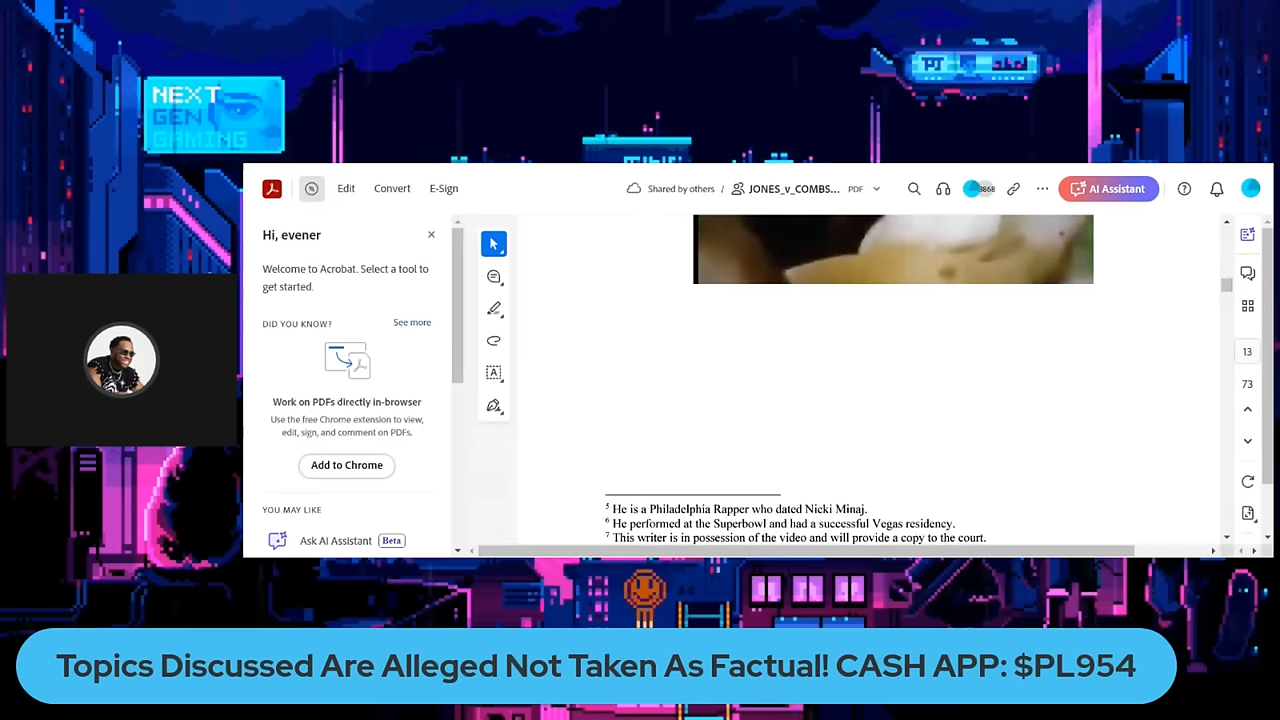 NEXT
GEN
GAMING
Edit
Convert
E-Sign
Shared by others /
JONES_v_COMBS...
PDF
AI Assistant
Hi, evener
Welcome to Acrobat. Select a tool to
get started.
DID YOU KNOW?
See more
Work on PDFs directly in-browser
Use the free Chrome extension to view,
edit, sign, and comment on PDFs.
Add to Chrome
YOU MAY LIKE
Ask AI Assistant
Beta
13
73
5 He is a Philadelphia Rapper who dated Nicki Minaj.
6 He performed at the Superbowl and had a successful Vegas residency.
7 This writer is in possession of the video and will provide a copy to the court.
Topics Discussed Are Alleged Not Taken As Factual! CASH APP: $PL954